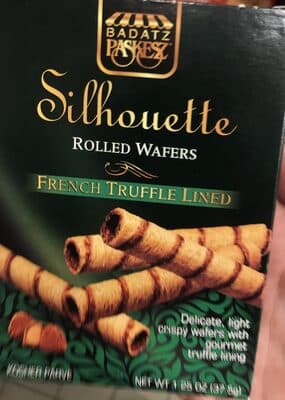 BADATZ
PASKESZ
Silhouette
ROLLED WAFERS
FRENCH TRUFFLE LINED
Delicate, light
crispy wafers with
gourmet
truffle lining
KOSHER PARVE
NET WT 1.28 OZ (37.5g)